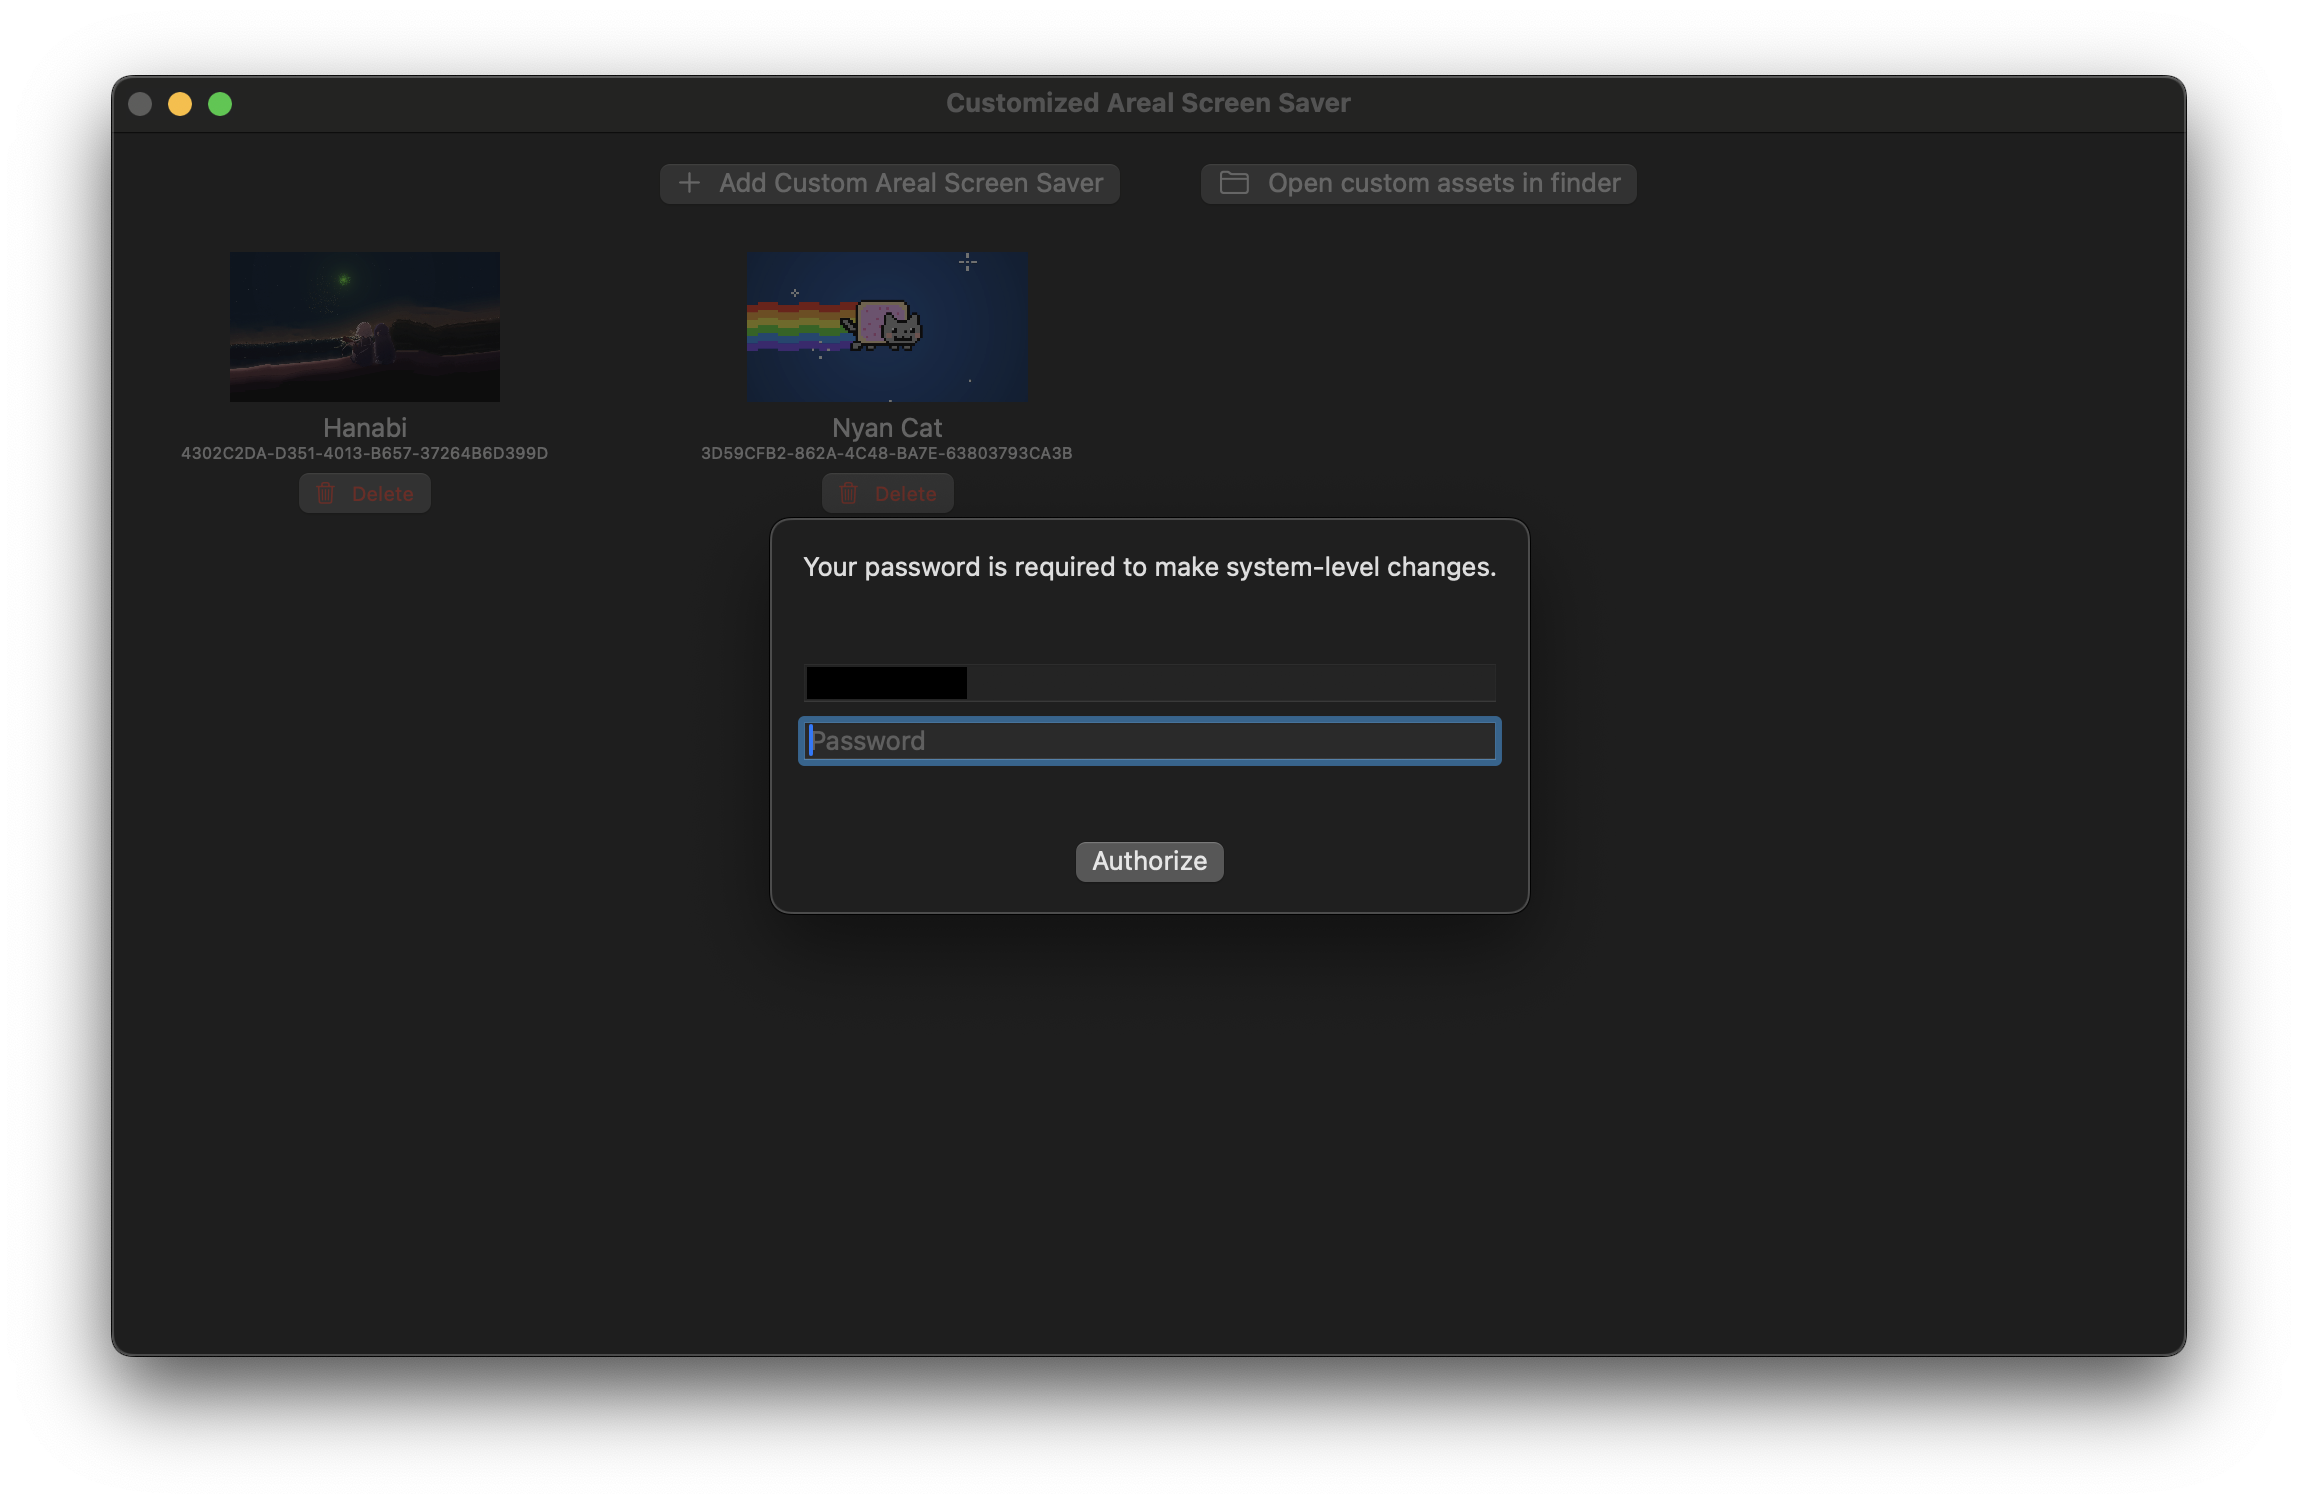 Customized Areal Screen Saver
Add Custom Areal Screen Saver
Open custom assets in finder
Hanabi
4302C2DA-D351-4013-B657-37264B6D399D
Delete
Nyan Cat
3D59CFB2-862A-4C48-BA7E-63803793CA3B
Delete
Your password is required to make system-level changes.
Password
Authorize